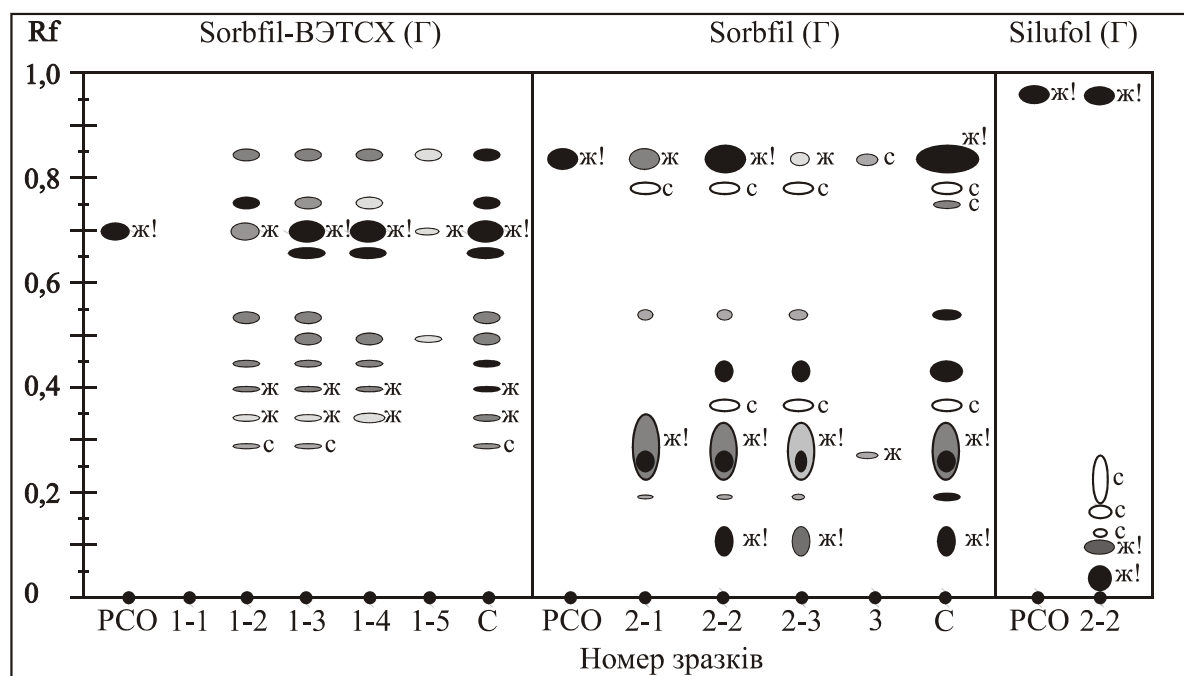 Rf Sorbfil-ВЭТСХ (Г) Sorbfil (Г) Silufol (Г)
1,0
ж! ж!
ж!
ж! ж ж! ж с
0,8
с с с с
с
ж! ж ж! ж! ж ж!
0,6
0,4
ж ж ж
с с с
ж ж ж
ж! ж! ж! ж!
с с
ж
с
0,2
с
с
ж! ж! ж! ж!
ж!
0
РСО 1-1 1-2 1-3 1-4 1-5 С РСО 2-1 2-2 2-3 3 С РСО 2-2
Номер зразків